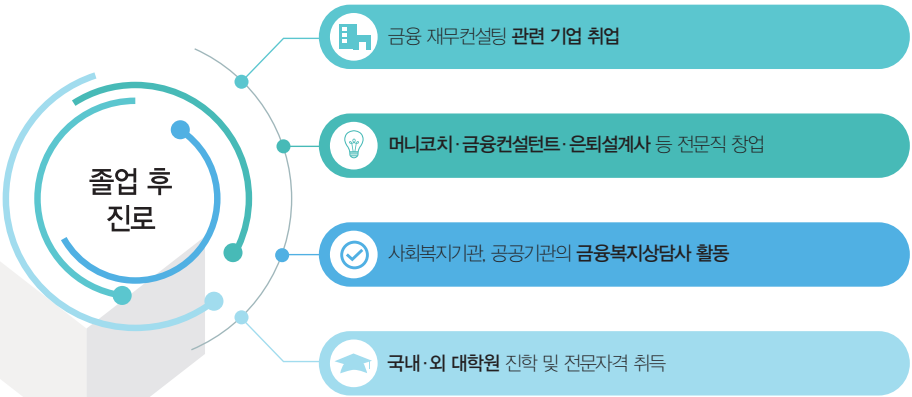 졸업 후
진로
금융 재무컨설팅 관련 기업 취업
머니코치·금융컨설턴트·은퇴설계사 등 전문직 창업
사회복지기관, 공공기관의 금융복지상담사 활동
국내·외 대학원 진학 및 전문자격 취득